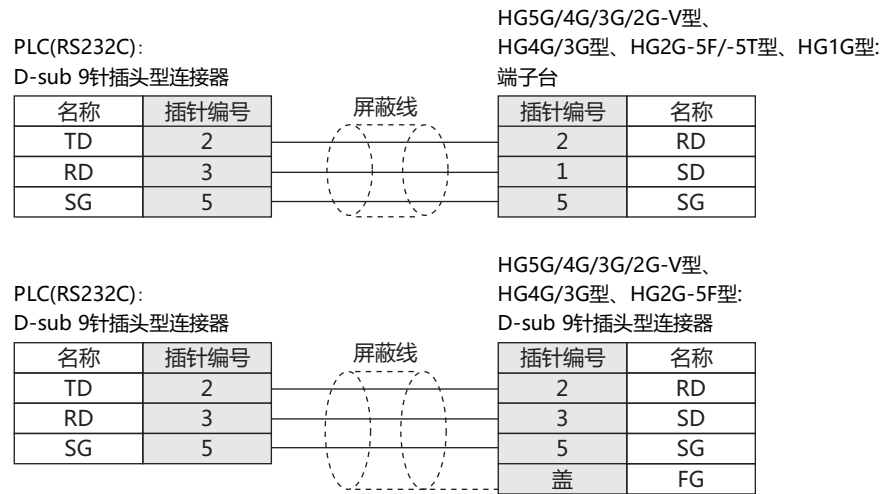 HG5G/4G/3G/2G-V型、
PLC(RS232C)： HG4G/3G型、HG2G-5F/-5T型、HG1G型:
D-sub 9针插头型连接器 端子台
名称 插针编号 屏蔽线 插针编号 名称
TD 2 2 RD
RD 3 1 SD
SG 5 5 SG
HG5G/4G/3G/2G-V型、
PLC(RS232C)： HG4G/3G型、HG2G-5F型:
D-sub 9针插头型连接器 D-sub 9针插头型连接器
名称 插针编号 屏蔽线 插针编号 名称
TD 2 2 RD
RD 3 3 SD
SG 5 5 SG
盖 FG